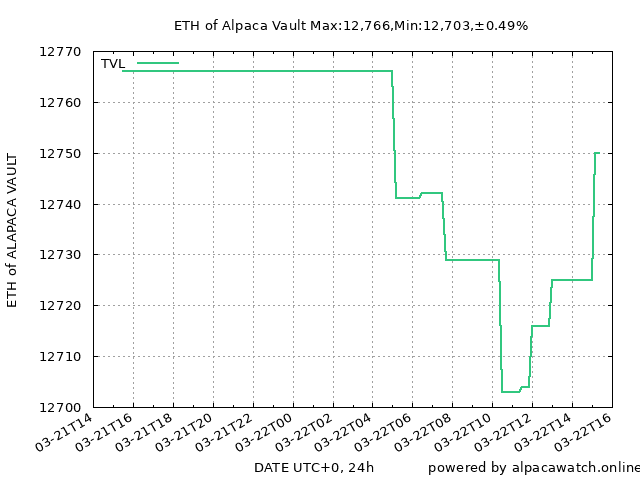 ETH of Alpaca Vault Max:12,766,Min:12,703,±0.49%
TVL
12770
12760
12750
12740
12730
12720
12710
12700
ETH of ALAPACA VAULT
03-21T14
03-21T16
03-21T18
03-21T20
03-21T22
03-22T00
03-22T02
03-22T04
03-22T06
03-22T08
03-22T10
03-22T12
03-22T14
03-22T16
DATE UTC+0, 24h
powered by alpacawatch.online